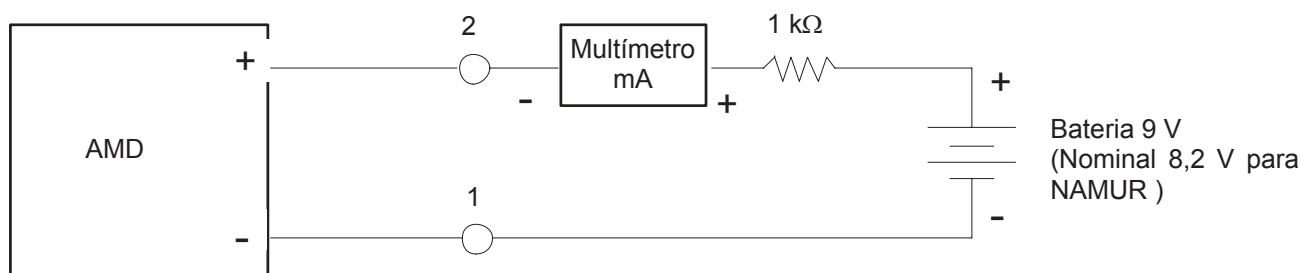 2
1 kΩ
+
Multímetro
mA
-
+
+
AMD
Bateria 9 V
(Nominal 8,2 V para
NAMUR )
1
-
-